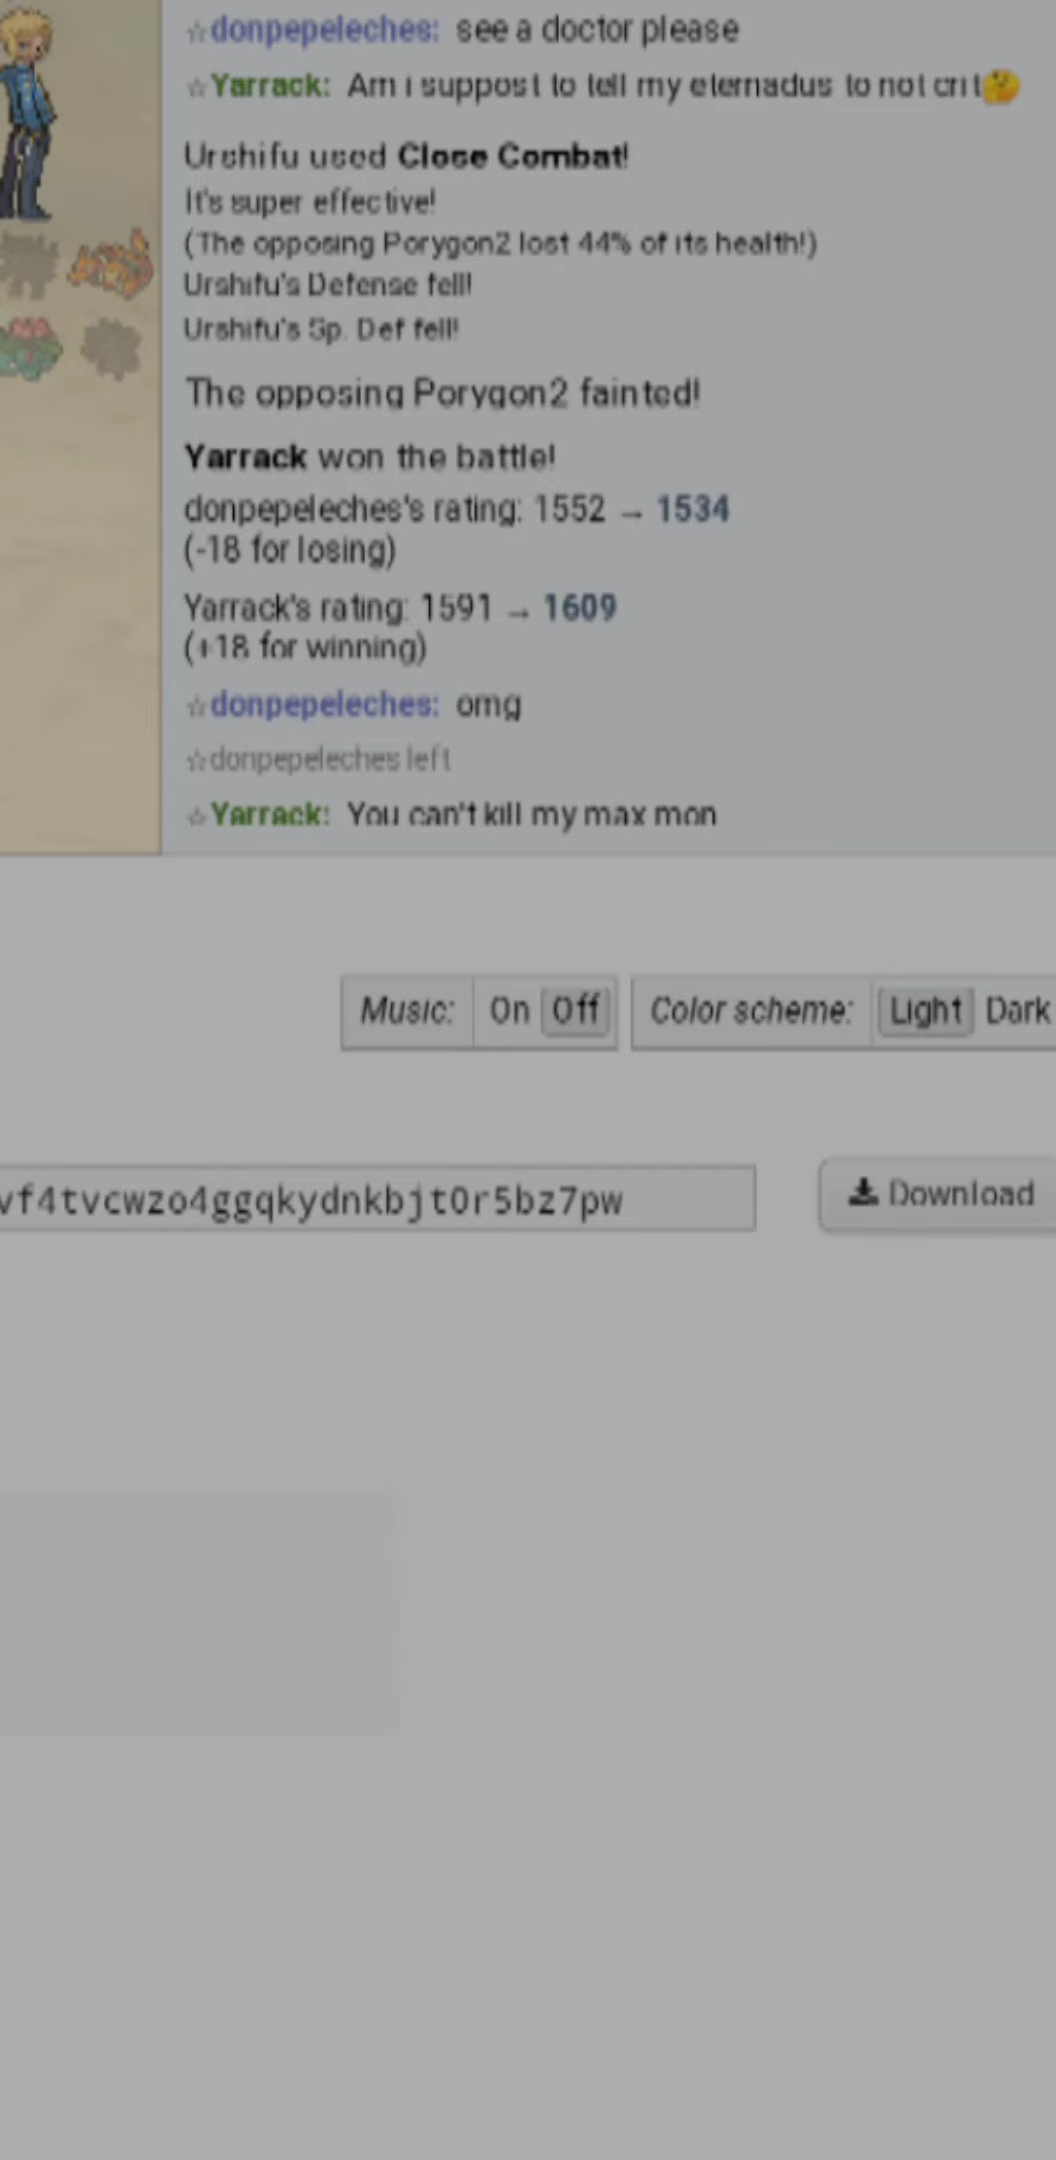 ☆donpepeleches: see a doctor please
☆Yarrack: Am i suppost to tell my eternadus to not crit🤔
Urshifu used Close Combat!
It's super effective!
(The opposing Porygon2 lost 44% of its health!)
Urshifu's Defense fell!
Urshifu's Sp. Def fell!
The opposing Porygon2 fainted!
Yarrack won the battle!
donpepeleches's rating: 1552 → 1534
(-18 for losing)
Yarrack's rating: 1591 → 1609
(+18 for winning)
☆donpepeleches: omg
☆donpepeleches left
☆Yarrack: You can't kill my max mon
Music: On Off Color scheme: Light Dark
vf4tvcwzo4ggqkydnkbjt0r5bz7pw Download